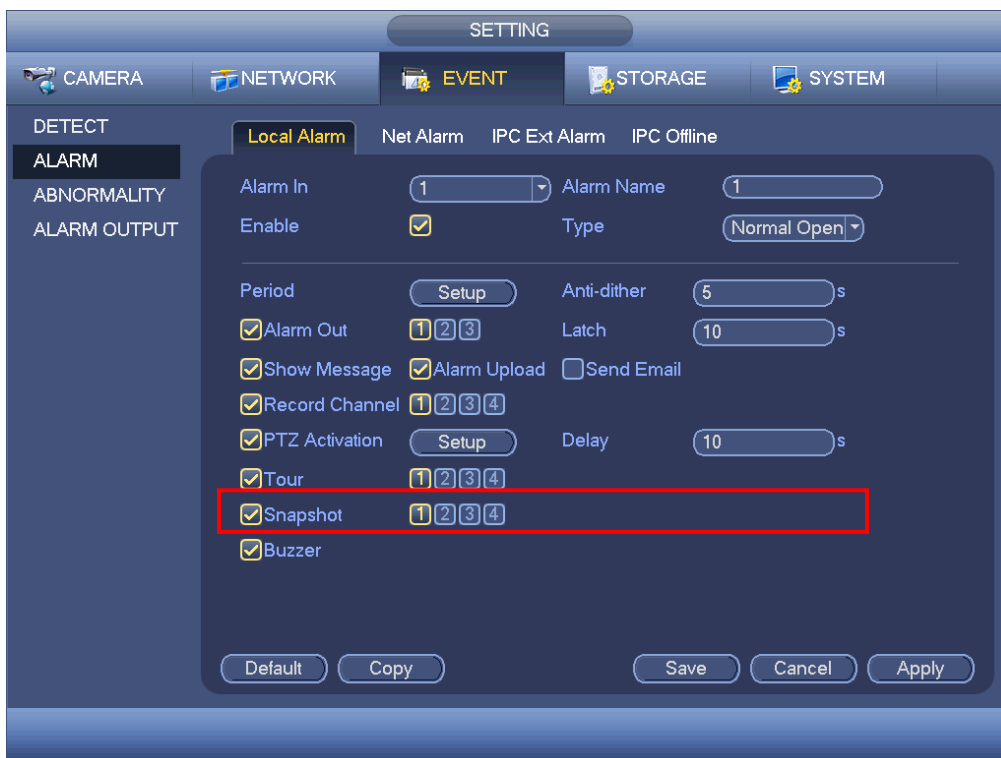 SETTING
CAMERA NETWORK EVENT STORAGE SYSTEM
DETECT
ALARM
ABNORMALITY
ALARM OUTPUT
Local Alarm Net Alarm IPC Ext Alarm IPC Offline
Alarm In 1 Alarm Name 1
Enable Type Normal Open
Period Setup Anti-dither 5 s
Alarm Out 1 2 3 Latch 10 s
Show Message Alarm Upload Send Email
Record Channel 1 2 3 4
PTZ Activation Setup Delay 10 s
Tour 1 2 3 4
Snapshot 1 2 3 4
Buzzer
Default Copy Save Cancel Apply